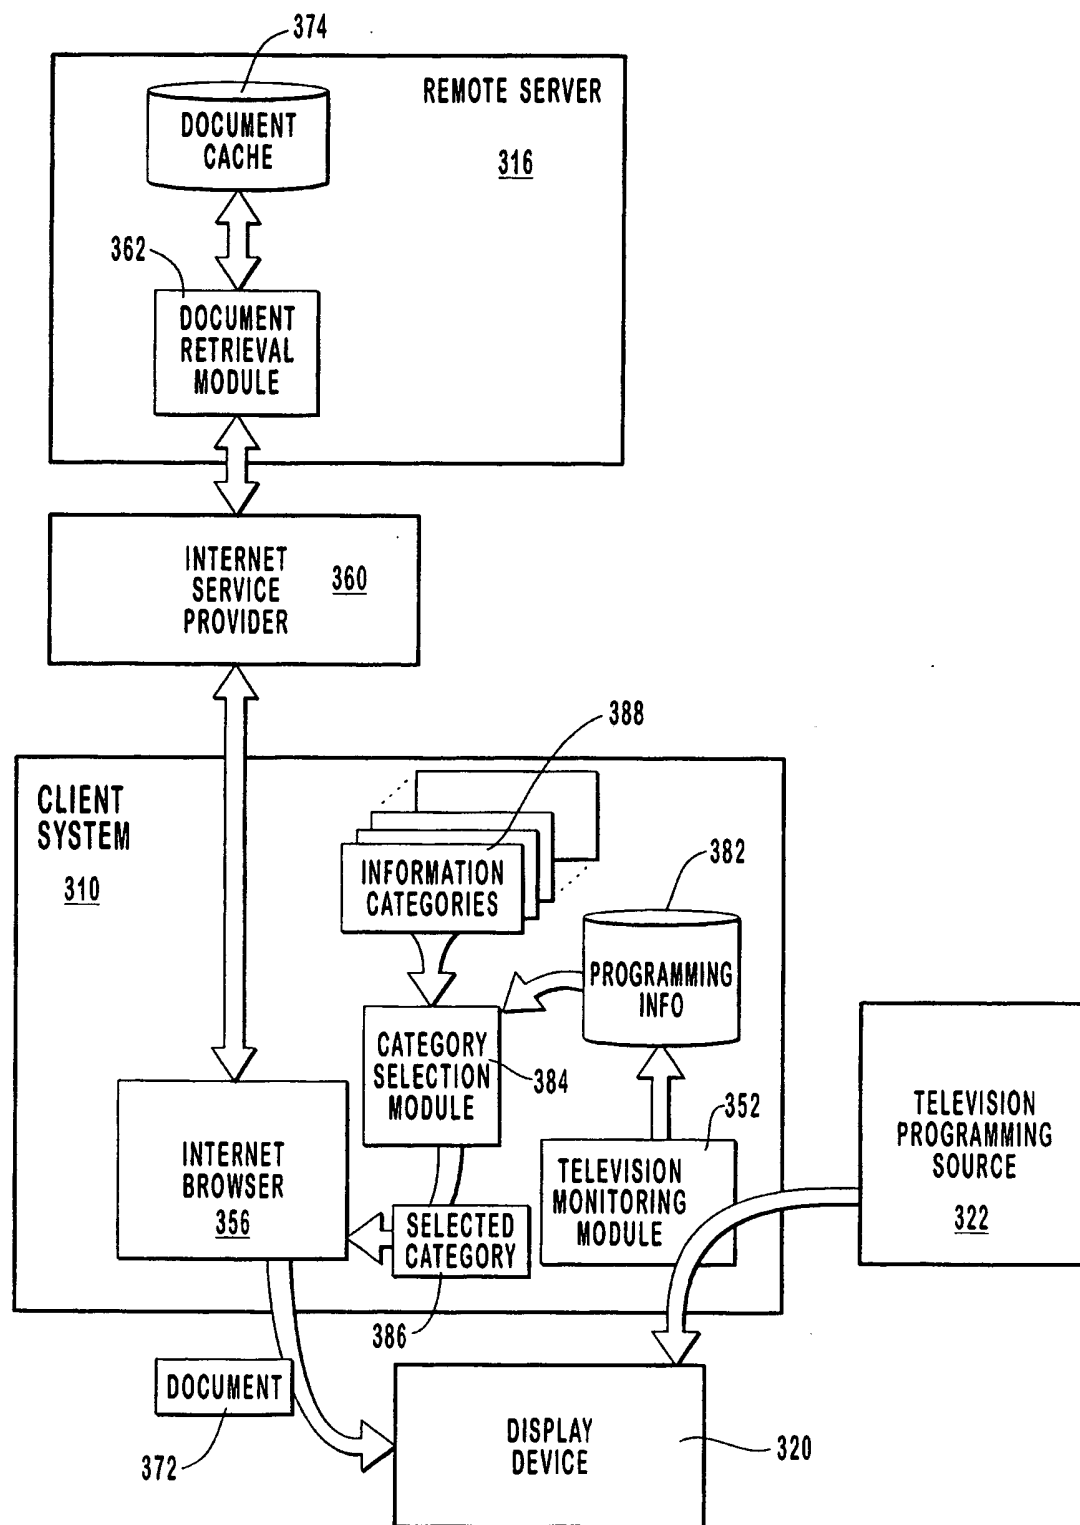 374
REMOTE SERVER
316
DOCUMENT
CACHE
362
DOCUMENT
RETRIEVAL
MODULE
INTERNET
SERVICE
PROVIDER
360
388
CLIENT
SYSTEM
310
INFORMATION
CATEGORIES
382
PROGRAMMING
INFO
CATEGORY
SELECTION
MODULE
384
352
TELEVISION
MONITORING
MODULE
TELEVISION
PROGRAMMING
SOURCE
322
INTERNET
BROWSER
356
SELECTED
CATEGORY
386
DOCUMENT
372
DISPLAY
DEVICE
320